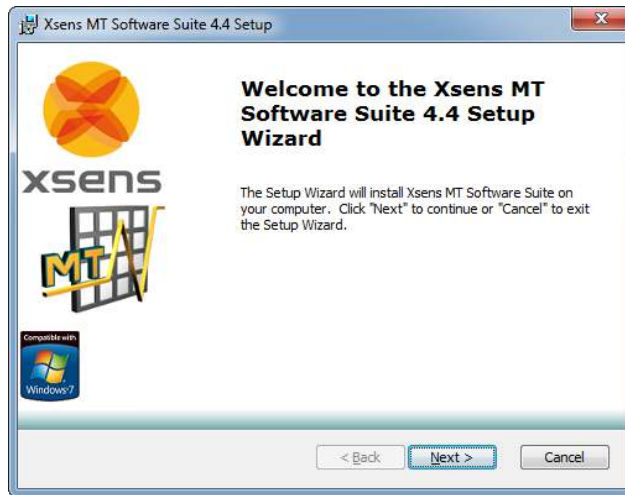 Xsens MT Software Suite 4.4 Setup
x
Welcome to the Xsens MT
Software Suite 4.4 Setup
Wizard
xsens
The Setup Wizard will install Xsens MT Software Suite on
your computer. Click "Next" to continue or "Cancel" to exit
the Setup Wizard.
MT
Compatible with
Windows 7
< Back
Next >
Cancel